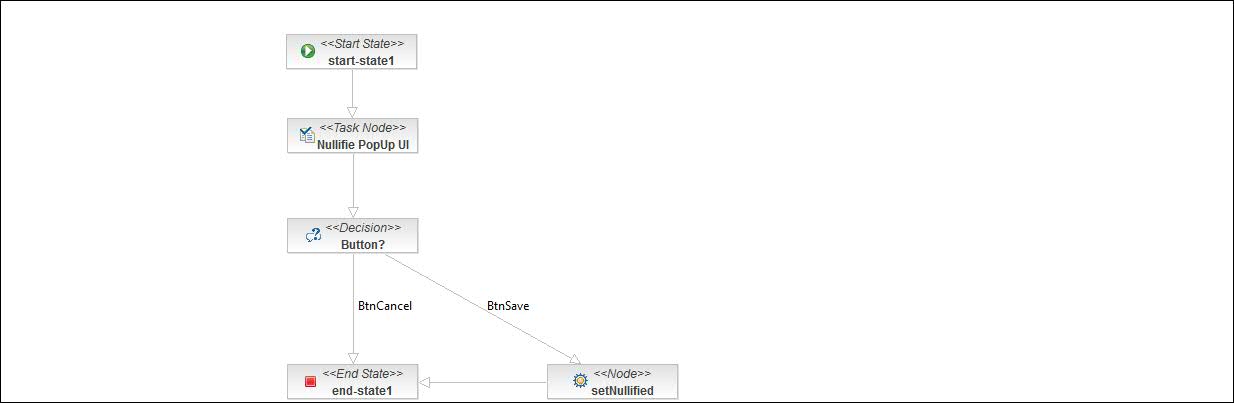 <<Start State>>
start-state1
<<Task Node>>
Nullifie PopUp UI
<<Decision>>
Button?
BtnCancel
BtnSave
<<End State>>
end-state1
<<Node>>
setNullified